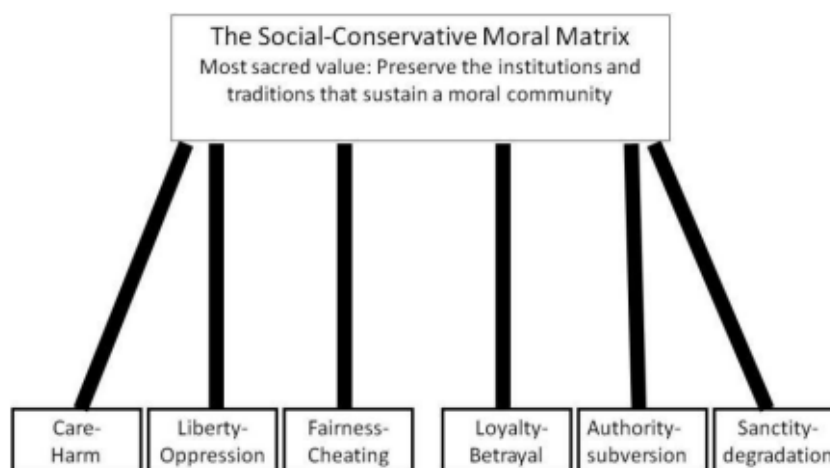 The Social-Conservative Moral Matrix
Most sacred value: Preserve the institutions and
traditions that sustain a moral community
Care-
Harm
Liberty-
Oppression
Fairness-
Cheating
Loyalty-
Betrayal
Authority-
subversion
Sanctity-
degradation